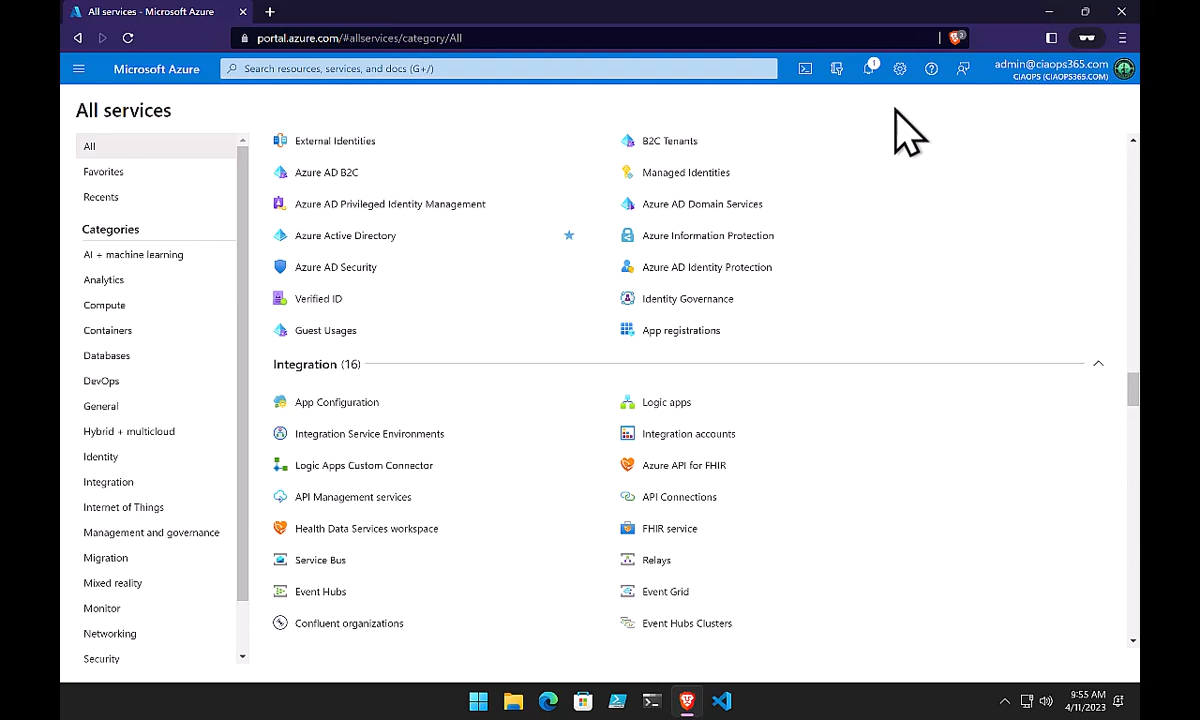 All services - Microsoft Azure
portal.azure.com/#allservices/category/All
Microsoft Azure
Search resources, services, and docs (G+/)
1
admin@ciaops365.com
CIAOPS (CIAOPS365.COM)
All services
All
Favorites
Recents
Categories
AI + machine learning
Analytics
Compute
Containers
Databases
DevOps
General
Hybrid + multicloud
Identity
Integration
Internet of Things
Management and governance
Migration
Mixed reality
Monitor
Networking
Security
External Identities
B2C Tenants
Azure AD B2C
Managed Identities
Azure AD Privileged Identity Management
Azure AD Domain Services
Azure Active Directory
Azure Information Protection
Azure AD Security
Azure AD Identity Protection
Verified ID
Identity Governance
Guest Usages
App registrations
Integration (16)
App Configuration
Logic apps
Integration Service Environments
Integration accounts
Logic Apps Custom Connector
Azure API for FHIR
API Management services
API Connections
Health Data Services workspace
FHIR service
Service Bus
Relays
Event Hubs
Event Grid
Confluent organizations
Event Hubs Clusters
9:55 AM
4/11/2023